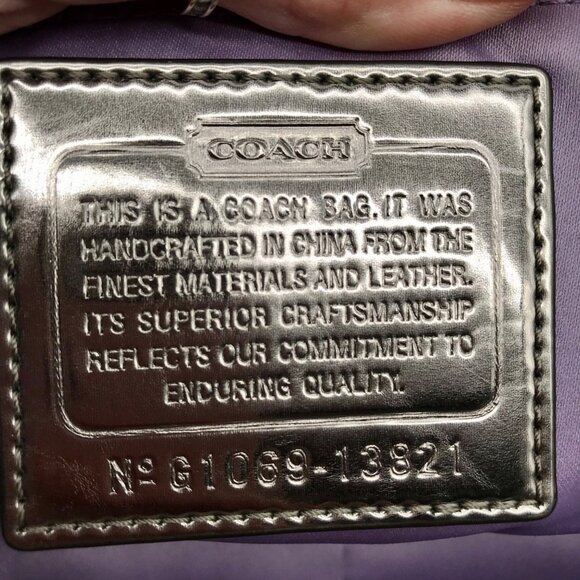 COACH
THIS IS A COACH BAG. IT WAS
HANDCRAFTED IN CHINA FROM THE
FINEST MATERIALS AND LEATHER.
ITS SUPERIOR CRAFTSMANSHIP
REFLECTS OUR COMMITMENT TO
ENDURING QUALITY.
Nº G1069-13821